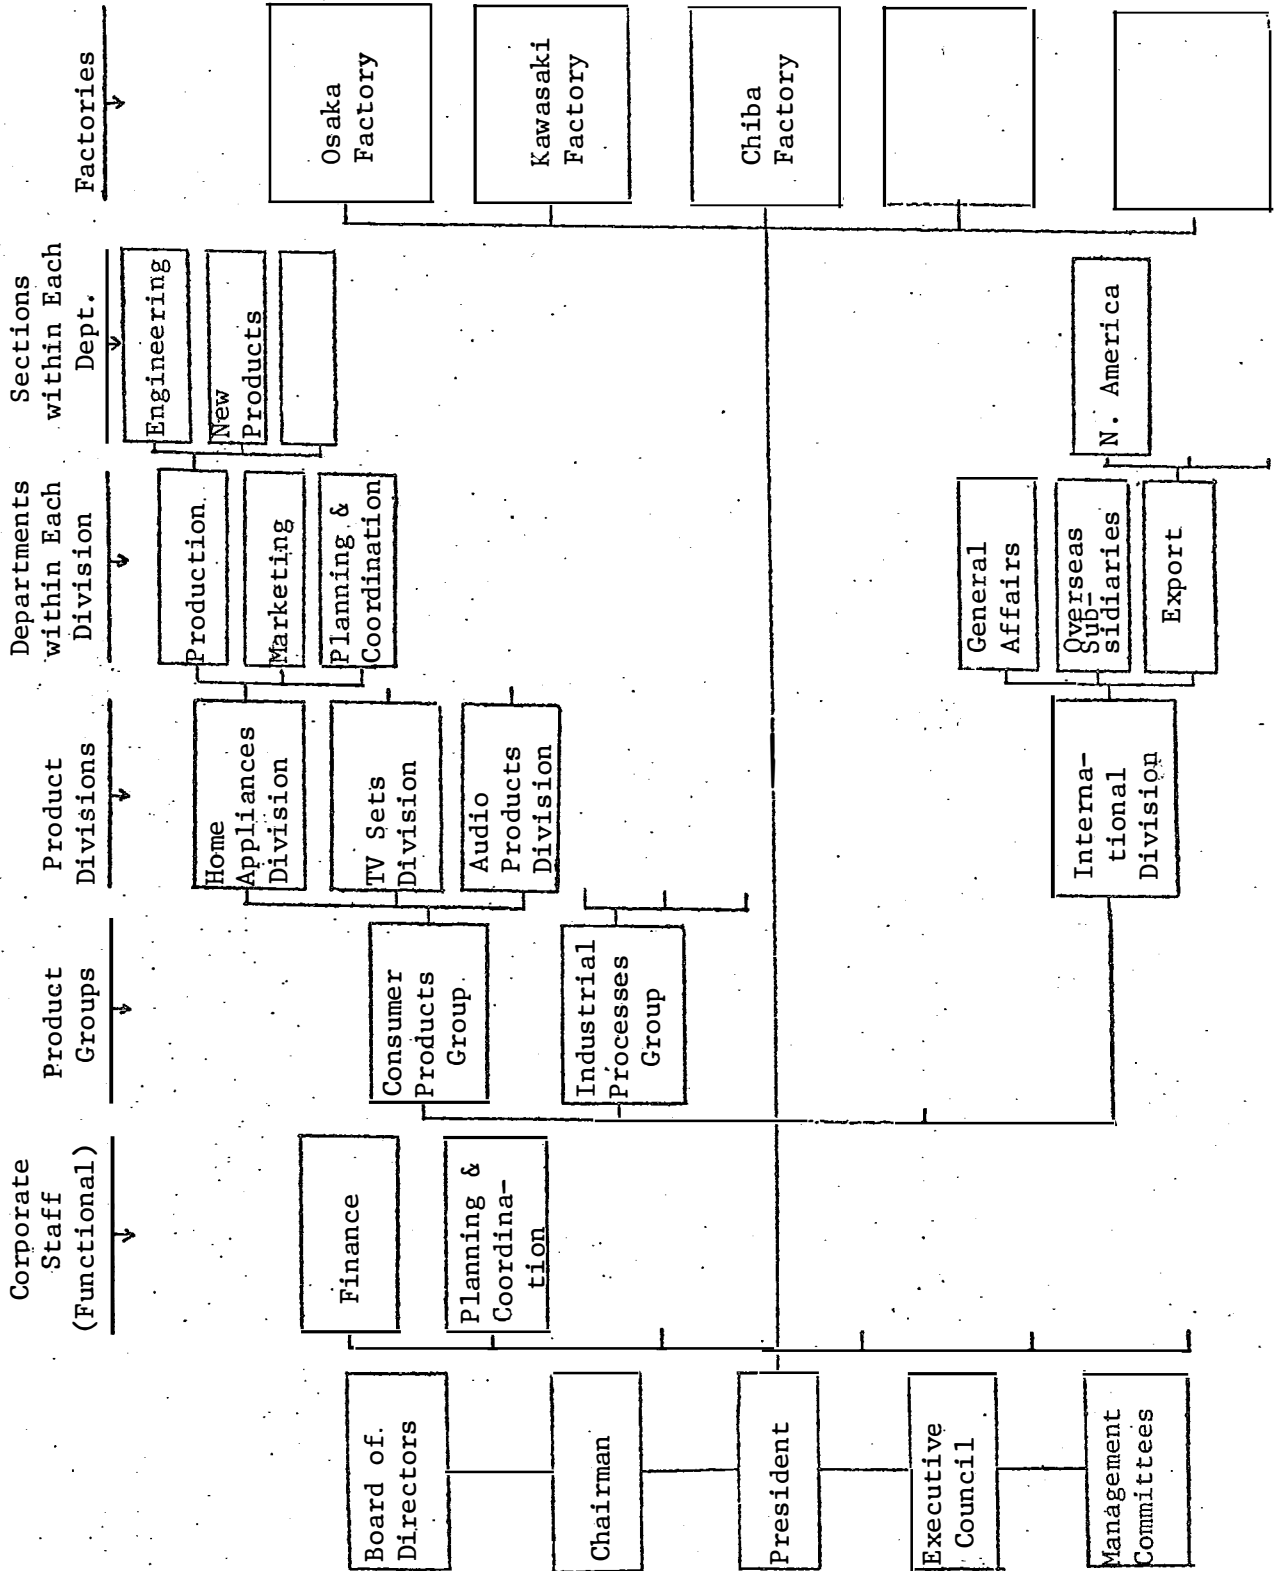 Corporate
Staff
(Functional)
Product
Groups
Product
Divisions
Departments
within Each
Division
Sections
within Each
Dept.
Factories
Board of
Directors
Chairman
President
Executive
Council
Management
Committees
Finance
Planning &
Coordina-
tion
Consumer
Products
Group
Industrial
Processes
Group
Home
Appliances
Division
TV Sets
Division
Audio
Products
Division
Interna-
tional
Division
Production
Marketing
Planning &
Coordination
General
Affairs
Overseas
Sub-
sidiaries
Export
Engineering
New
Products
N. America
Osaka
Factory
Kawasaki
Factory
Chiba
Factory